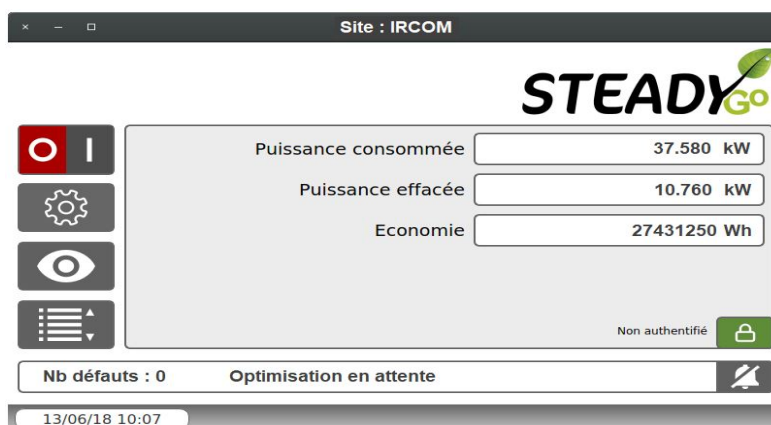 Site : IRCOM
STEADYGO
Puissance consommée 37.580 kW
Puissance effacée 10.760 kW
Economie 27431250 Wh
Non authentifié
Nb défauts : 0 Optimisation en attente
13/06/18 10:07